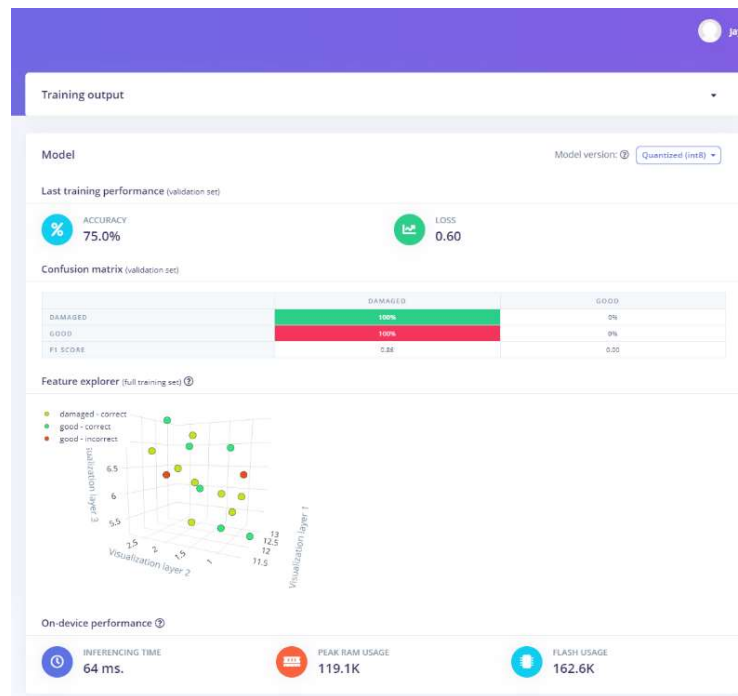 ja
Training output
Model
Model version: Quantized (int8)
Last training performance (validation set)
ACCURACY
75.0%
LOSS
0.60
Confusion matrix (validation set)
DAMAGED GOOD
DAMAGED 100% 0%
GOOD 100% 0%
F1 SCORE 0.86 0.00
Feature explorer (full training set)
damaged - correct
good - correct
good - incorrect
6.5
6
5.5
2.5
2
1.5
1
13
12.5
12
11.5
Visualization layer 2
Visualization layer 1
On-device performance
INFERENCING TIME
64 ms.
PEAK RAM USAGE
119.1K
FLASH USAGE
162.6K